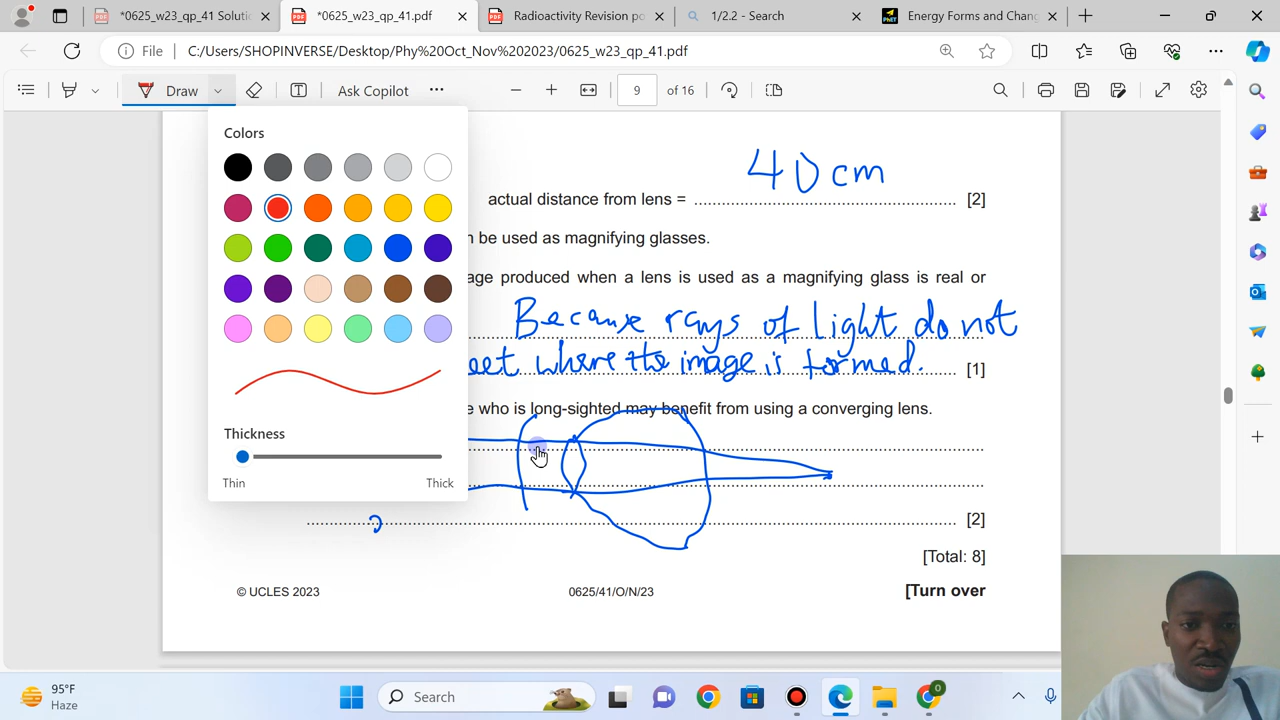 *0625_w23_qp_41 Soluti
*0625_w23_qp_41.pdf
Radioactivity Revision po
1/2.2 - Search
Energy Forms and Chang
File
C:/Users/SHOPINVERSE/Desktop/Phy%20Oct_Nov%202023/0625_w23_qp_41.pdf
Draw
Ask Copilot
9
of 16
Colors
Thickness
Thin
Thick
40 cm
actual distance from lens = [2]
n be used as magnifying glasses.
age produced when a lens is used as a magnifying glass is real or
Because rays of light do not
eet where the image is formed. [1]
e who is long-sighted may benefit from using a converging lens.
[2]
[Total: 8]
© UCLES 2023
0625/41/O/N/23
[Turn over
95°F
Haze
Search
0